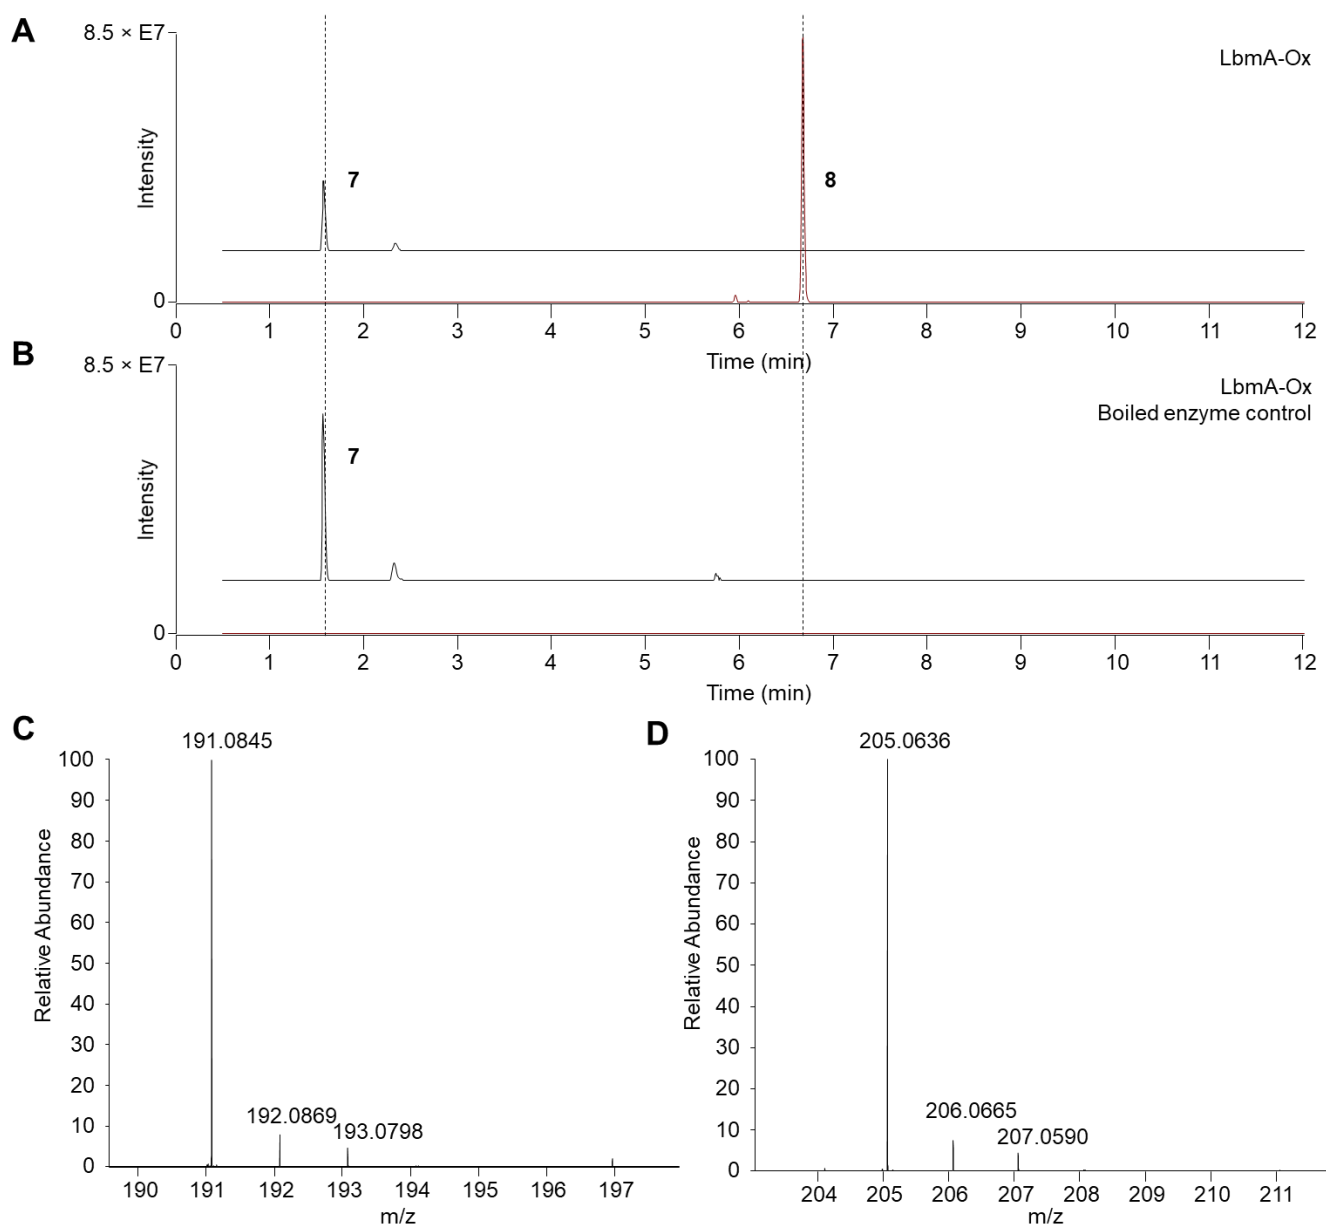 A
8.5 × E7
LbmA-Ox
Intensity
7
8
0
0 1 2 3 4 5 6 7 8 9 10 11 12
Time (min)
B
8.5 × E7
LbmA-Ox
Boiled enzyme control
Intensity
7
0
0 1 2 3 4 5 6 7 8 9 10 11 12
Time (min)
C
191.0845
100
90
80
70
60
50
40
30
20
10
0
Relative Abundance
192.0869
193.0798
190 191 192 193 194 195 196 197
m/z
D
205.0636
100
90
80
70
60
50
40
30
20
10
0
Relative Abundance
206.0665
207.0590
204 205 206 207 208 209 210 211
m/z